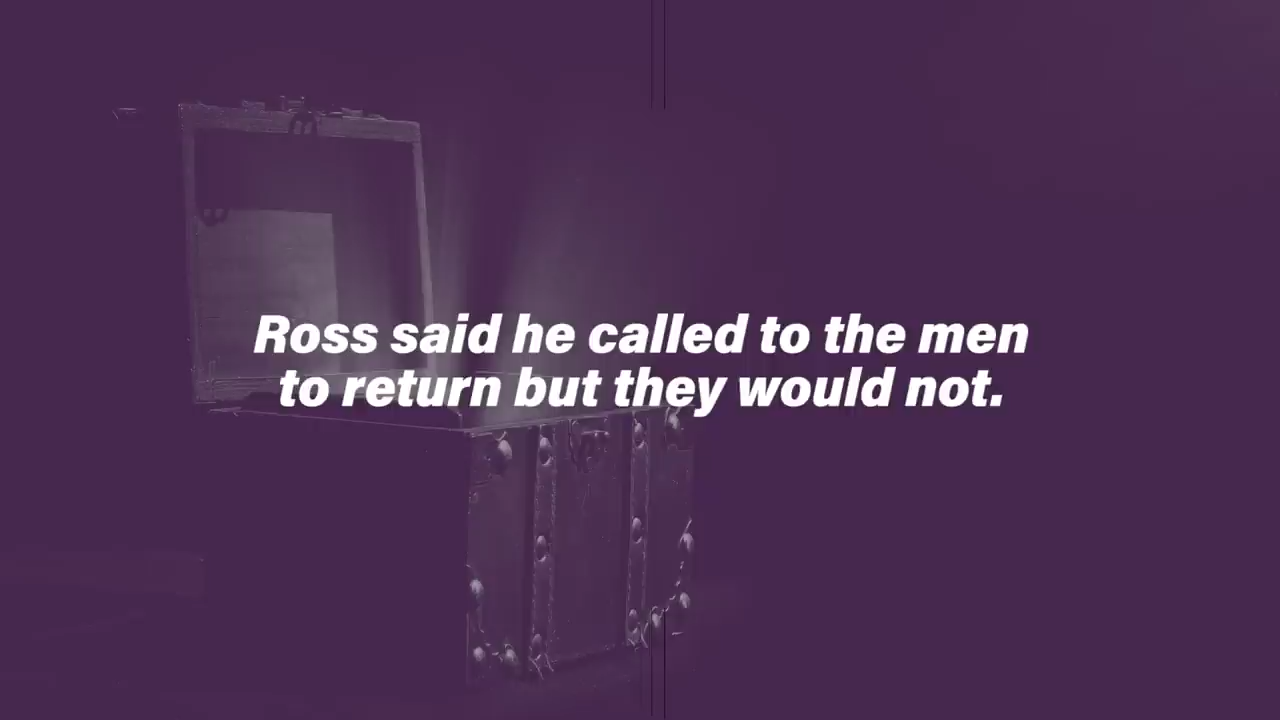 Ross said he called to the men
to return but they would not.